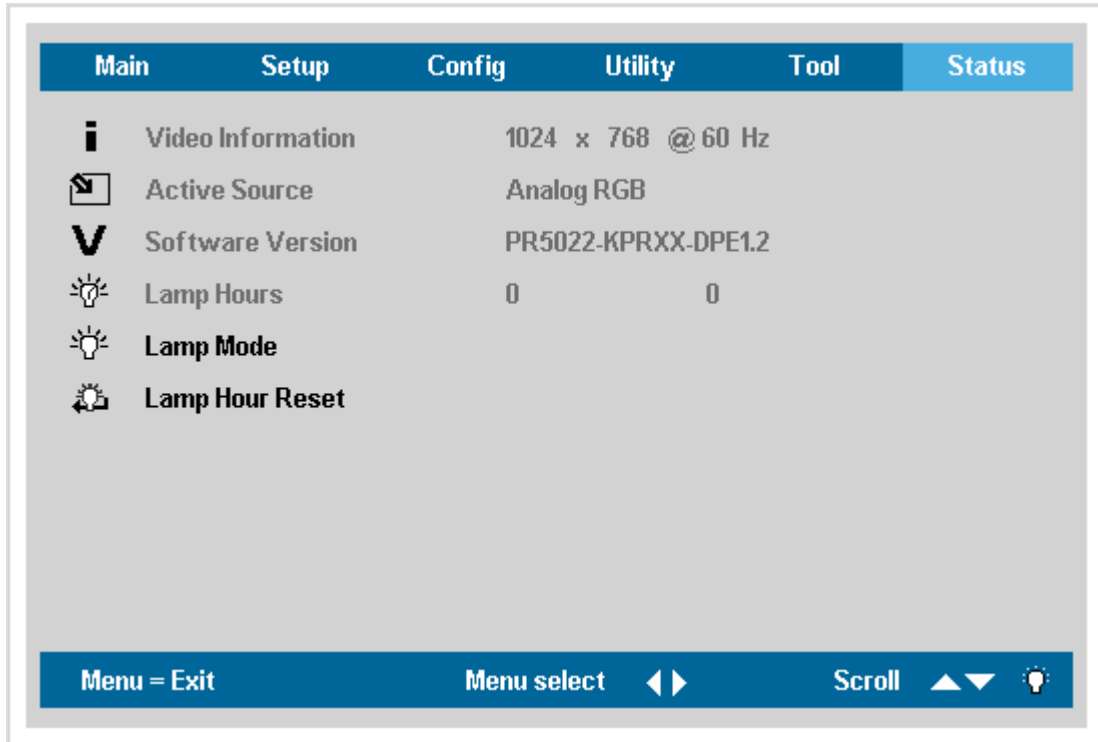 Main Setup Config Utility Tool Status
Video Information 1024 x 768 @ 60 Hz
Active Source Analog RGB
Software Version PR5022-KPRXX-DPE1.2
Lamp Hours 0 0
Lamp Mode
Lamp Hour Reset
Menu = Exit Menu select Scroll